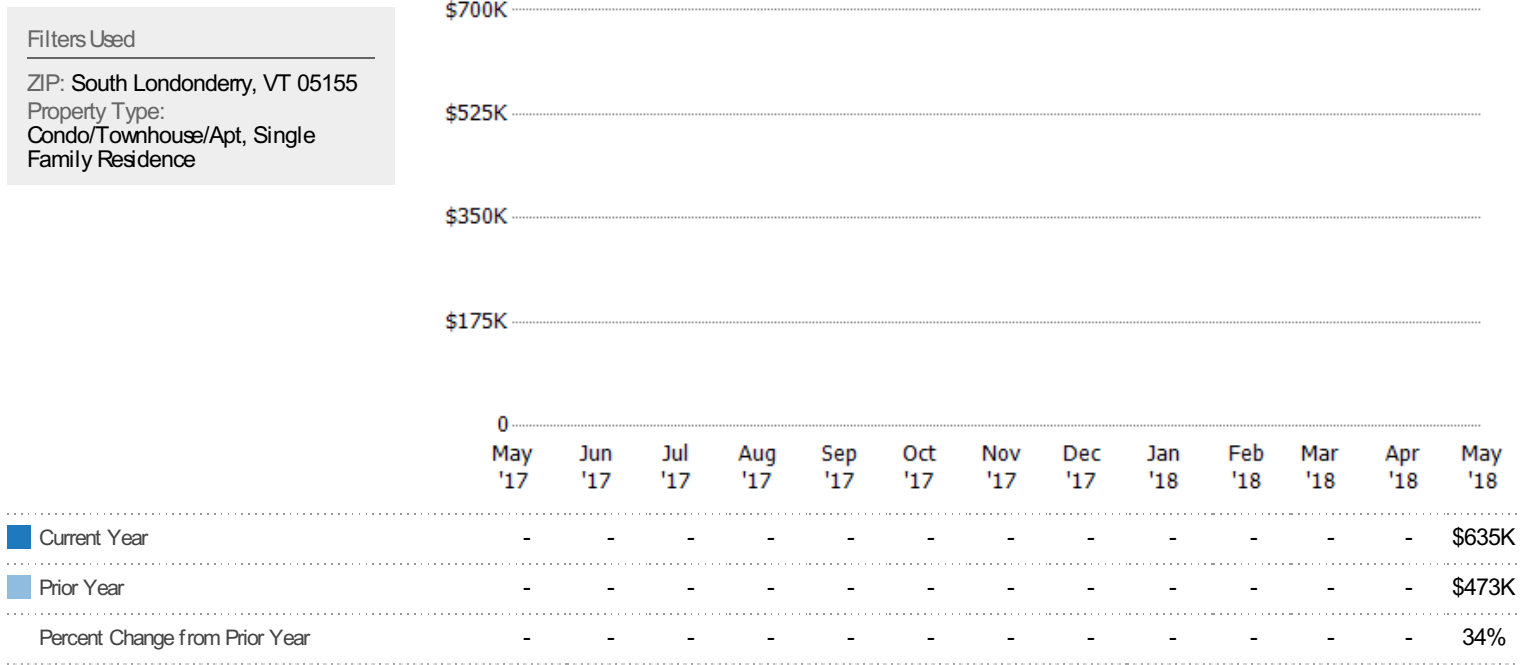 Filters Used
ZIP: South Londonderry, VT 05155
Property Type:
Condo/Townhouse/Apt, Single
Family Residence
$700K
$525K
$350K
$175K
0
May Jun Jul Aug Sep Oct Nov Dec Jan Feb Mar Apr May
'17 '17 '17 '17 '17 '17 '17 '17 '18 '18 '18 '18 '18
Current Year - - - - - - - - - - - - $635K
Prior Year - - - - - - - - - - - - $473K
Percent Change from Prior Year - - - - - - - - - - - - 34%